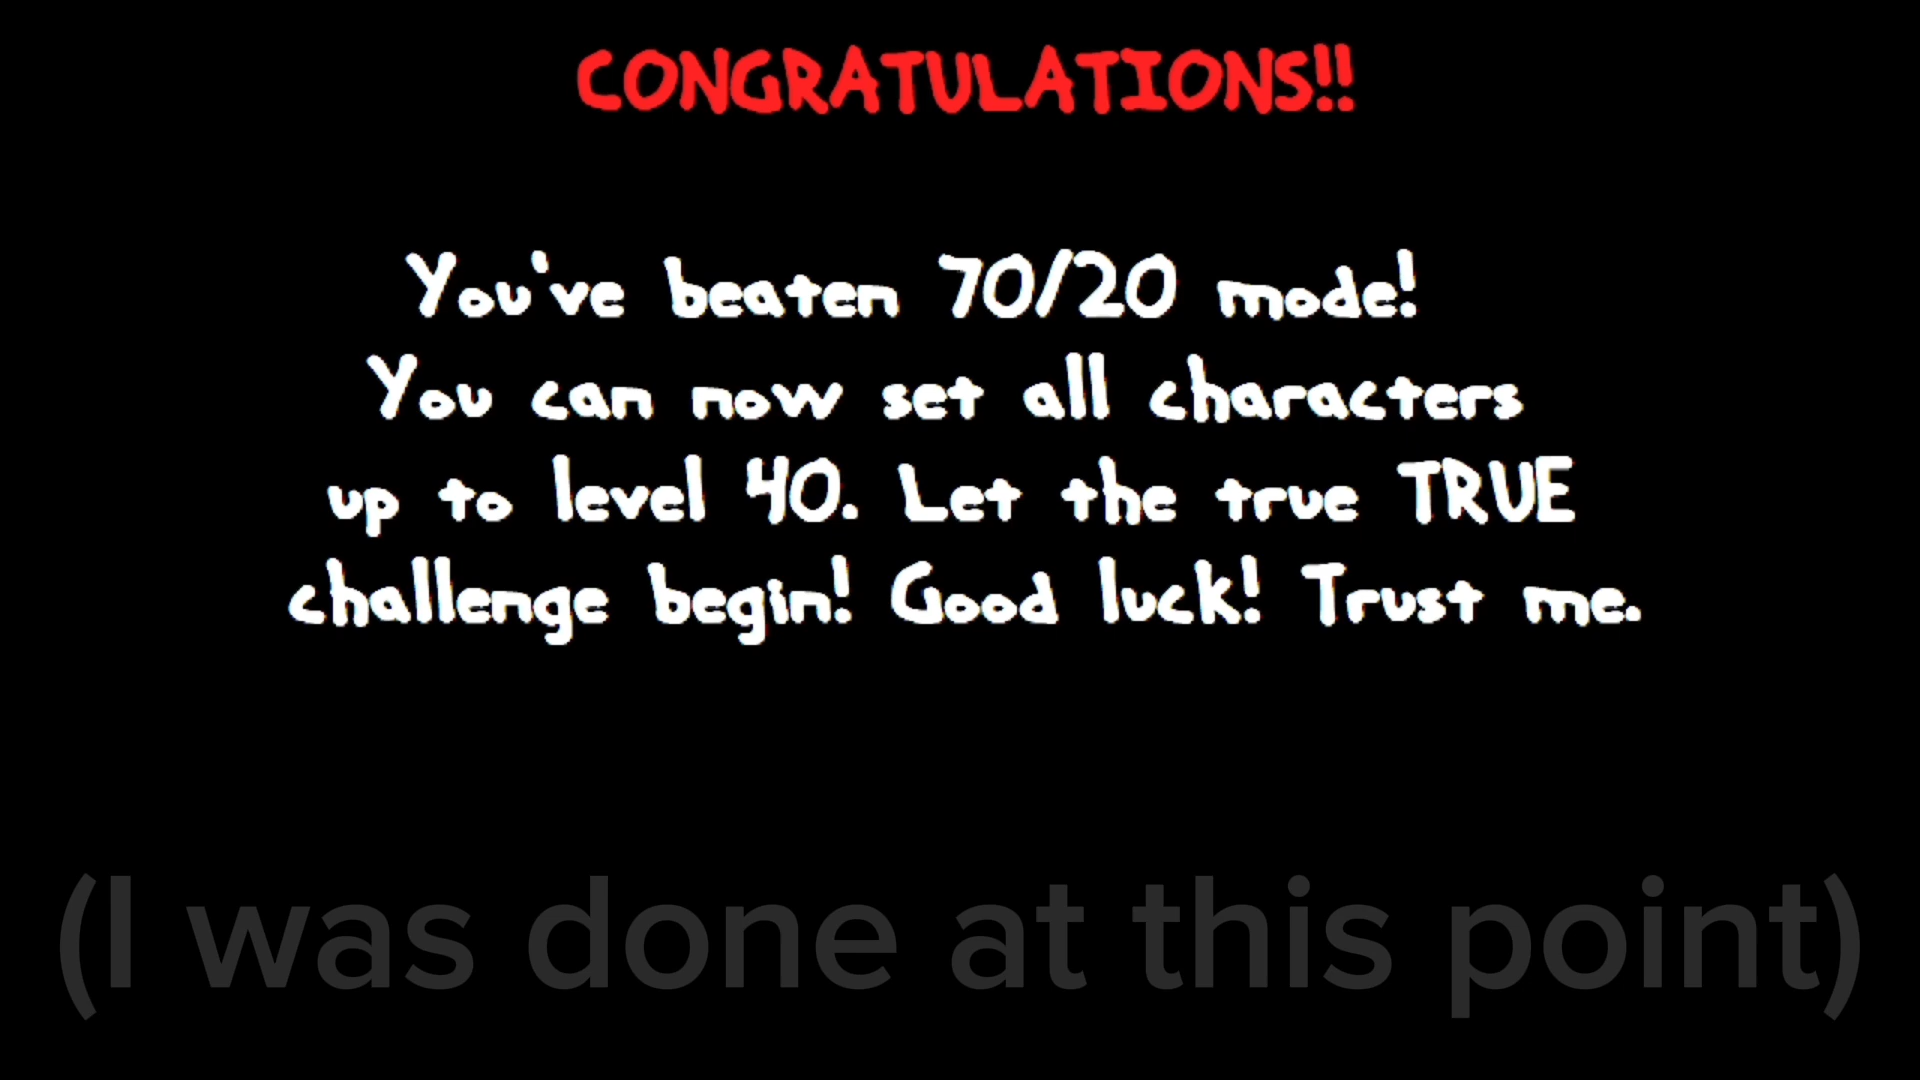 CONGRATULATIONS!!
You've beaten 70/20 mode!
You can now set all characters
up to level 40. Let the true TRUE
challenge begin! Good luck! Trust me.
(I was done at this point)